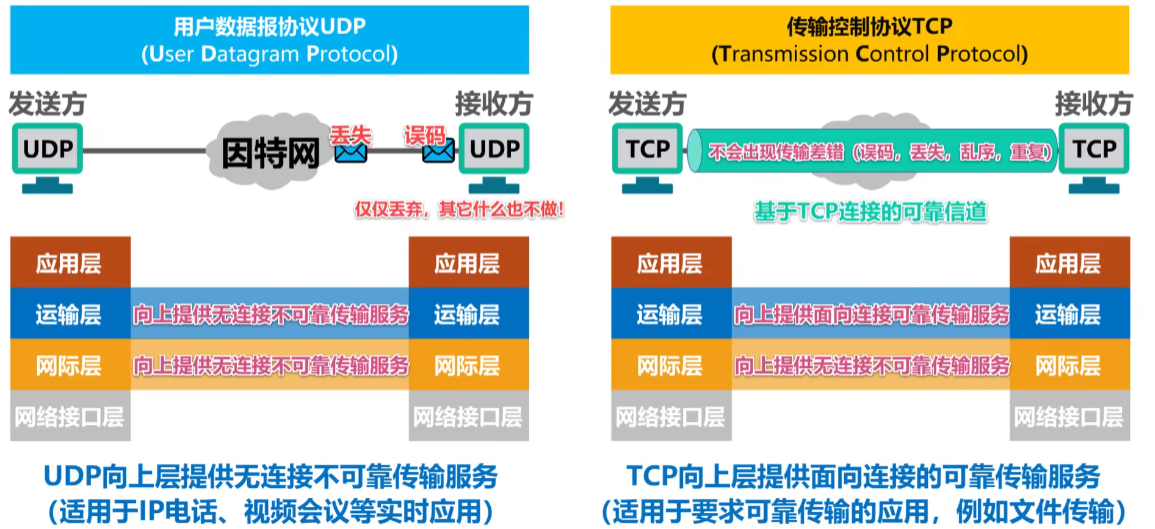 用户数据报协议UDP
(User Datagram Protocol)
发送方
接收方
UDP
因特网
丢失
误码
UDP
仅仅丢弃，其它什么也不做！
应用层
应用层
运输层
向上提供无连接不可靠传输服务
运输层
网际层
向上提供无连接不可靠传输服务
网际层
网络接口层
网络接口层
UDP向上层提供无连接不可靠传输服务
（适用于IP电话、视频会议等实时应用）
传输控制协议TCP
(Transmission Control Protocol)
发送方
接收方
TCP
不会出现传输差错（误码，丢失，乱序，重复）
TCP
基于TCP连接的可靠信道
应用层
应用层
运输层
向上提供面向连接可靠传输服务
运输层
网际层
向上提供无连接不可靠传输服务
网际层
网络接口层
网络接口层
TCP向上层提供面向连接的可靠传输服务
（适用于要求可靠传输的应用，例如文件传输）